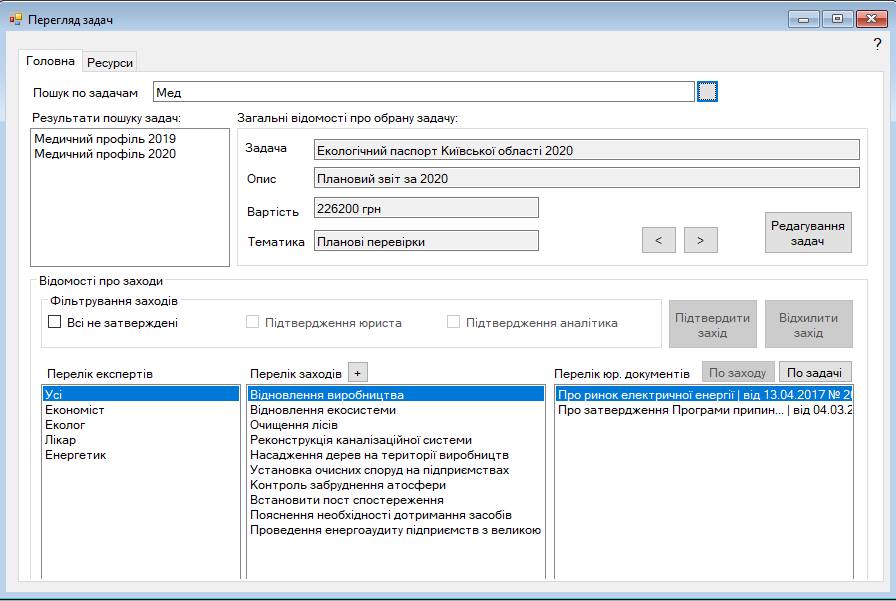 Перегляд задач
?
Головна
Ресурси
Пошук по задачам
Мед
Результати пошуку задач:
Медичний профіль 2019
Медичний профіль 2020
Загальні відомості про обрану задачу:
Задача
Екологічний паспорт Київської області 2020
Опис
Плановий звіт за 2020
Вартість
226200 грн
Тематика
Планові перевірки
<
>
Редагування
задач
Відомості про заходи
Фільтрування заходів
Всі не затверджені
Підтвердження юриста
Підтвердження аналітика
Підтвердити
захід
Відхилити
захід
Перелік експертів
Усі
Економіст
Еколог
Лікар
Енергетик
Перелік заходів
+
Відновлення виробництва
Відновлення екосистеми
Очищення лісів
Реконструкція каналізаційної системи
Насадження дерев на території виробництв
Установка очисних споруд на підприємствах
Контроль забруднення атосфери
Встановити пост спостереження
Пояснення необхідності дотримання засобів
Проведення енергоаудиту підприємств з великою
Перелік юр. документів
По заходу
По задачі
Про ринок електричної енергії | від 13.04.2017 № 20
Про затвердження Програми припин... | від 04.03.2